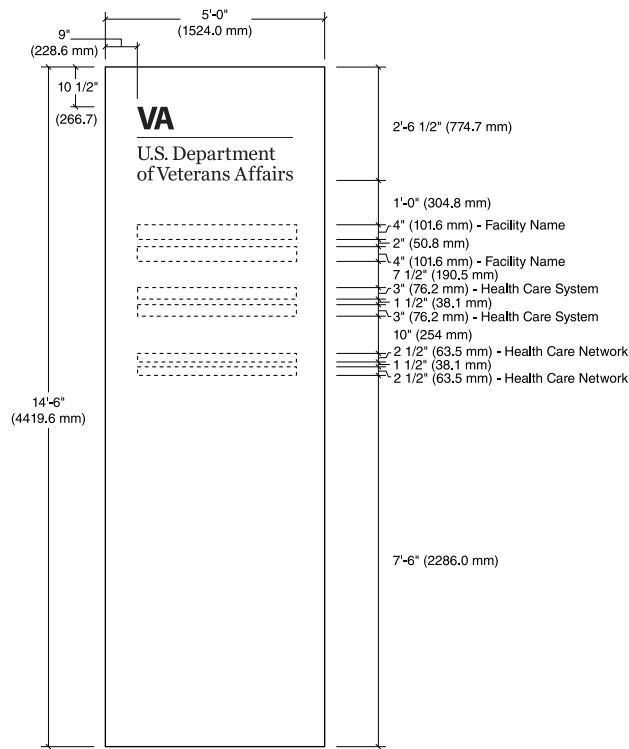 5'-0"
(1524.0 mm)
9"
(228.6 mm)
10 1/2"
(266.7)
VA
U.S. Department
of Veterans Affairs
2'-6 1/2" (774.7 mm)
1'-0" (304.8 mm)
4" (101.6 mm) - Facility Name
2" (50.8 mm)
4" (101.6 mm) - Facility Name
7 1/2" (190.5 mm)
3" (76.2 mm) - Health Care System
1 1/2" (38.1 mm)
3" (76.2 mm) - Health Care System
10" (254 mm)
2 1/2" (63.5 mm) - Health Care Network
1 1/2" (38.1 mm)
2 1/2" (63.5 mm) - Health Care Network
14'-6"
(4419.6 mm)
7'-6" (2286.0 mm)